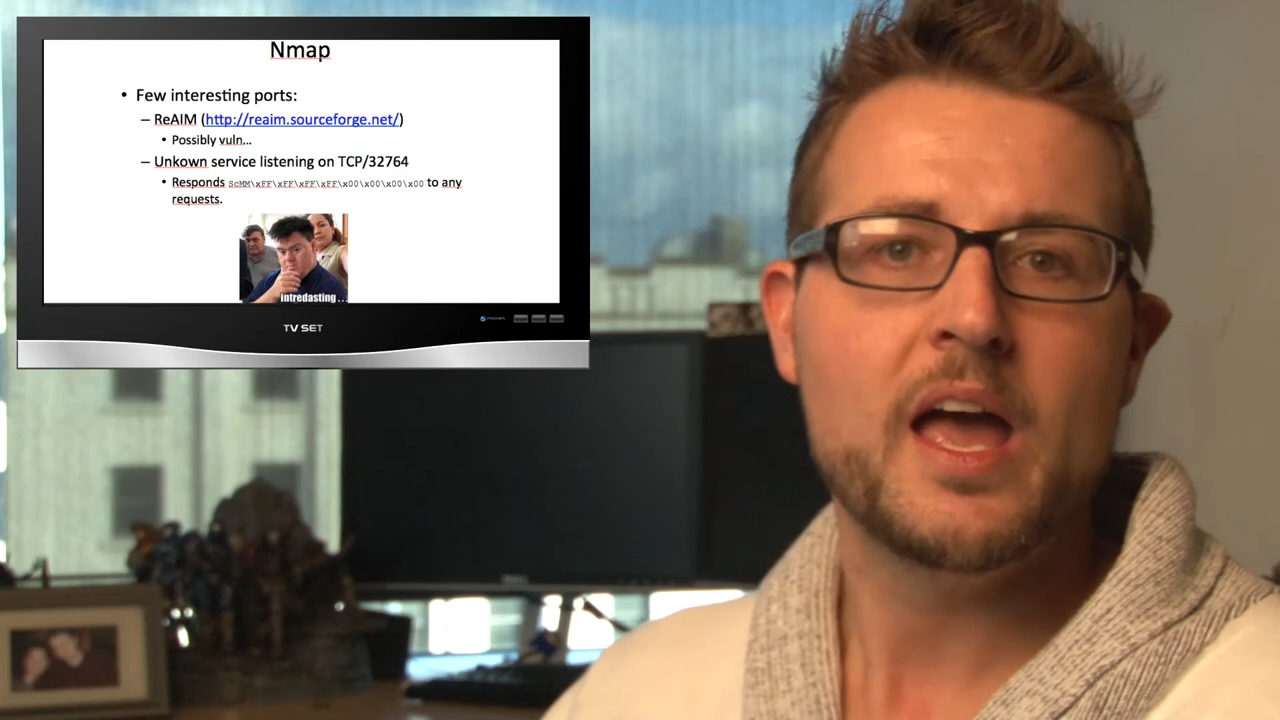 Nmap
• Few interesting ports:
– ReAIM (http://reaim.sourceforge.net/)
• Possibly vuln...
– Unkown service listening on TCP/32764
• Responds ScMM\xFF\xFF\xFF\xFF\x00\x00\x00\x00 to any
requests.
intredasting...
POWER
TV SET